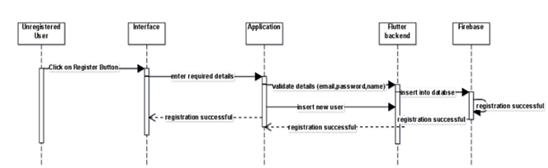 Unregistered
User
Interface
Application
Flutter
backend
Firebase
Click on Register Button
enter required details
validate details (email,password,name)
insert into databse
insert new user
registration successful
registration successful
registration successful
registration successful